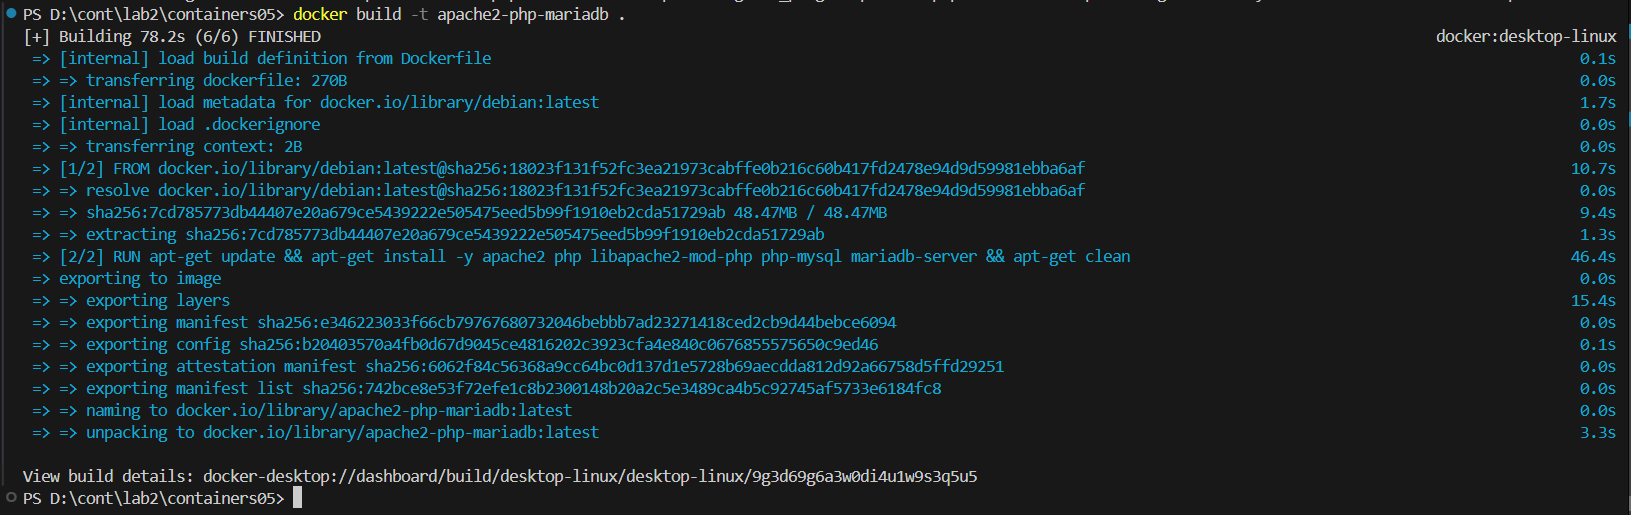 PS D:\cont\lab2\containers05> docker build -t apache2-php-mariadb .
[+] Building 78.2s (6/6) FINISHED docker:desktop-linux
=> [internal] load build definition from Dockerfile 0.1s
=> => transferring dockerfile: 270B 0.0s
=> [internal] load metadata for docker.io/library/debian:latest 1.7s
=> [internal] load .dockerignore 0.0s
=> => transferring context: 2B 0.0s
=> [1/2] FROM docker.io/library/debian:latest@sha256:18023f131f52fc3ea21973cabffe0b216c60b417fd2478e94d9d59981ebba6af 10.7s
=> => resolve docker.io/library/debian:latest@sha256:18023f131f52fc3ea21973cabffe0b216c60b417fd2478e94d9d59981ebba6af 0.0s
=> => sha256:7cd785773db44407e20a679ce5439222e505475eed5b99f1910eb2cda51729ab 48.47MB / 48.47MB 9.4s
=> => extracting sha256:7cd785773db44407e20a679ce5439222e505475eed5b99f1910eb2cda51729ab 1.3s
=> [2/2] RUN apt-get update && apt-get install -y apache2 php libapache2-mod-php php-mysql mariadb-server && apt-get clean 46.4s
=> exporting to image 0.0s
=> => exporting layers 15.4s
=> => exporting manifest sha256:e346223033f66cb79767680732046bebbb7ad23271418ced2cb9d44bebce6094 0.0s
=> => exporting config sha256:b20403570a4fb0d67d9045ce4816202c3923cfa4e840c0676855575650c9ed46 0.1s
=> => exporting attestation manifest sha256:6062f84c56368a9cc64bc0d137d1e5728b69aecdda812d92a66758d5ffd29251 0.0s
=> => exporting manifest list sha256:742bce8e53f72efe1c8b2300148b20a2c5e3489ca4b5c92745af5733e6184fc8 0.0s
=> => naming to docker.io/library/apache2-php-mariadb:latest 0.0s
=> => unpacking to docker.io/library/apache2-php-mariadb:latest 3.3s
View build details: docker-desktop://dashboard/build/desktop-linux/desktop-linux/9g3d69g6a3w0di4u1w9s3q5u5
PS D:\cont\lab2\containers05>